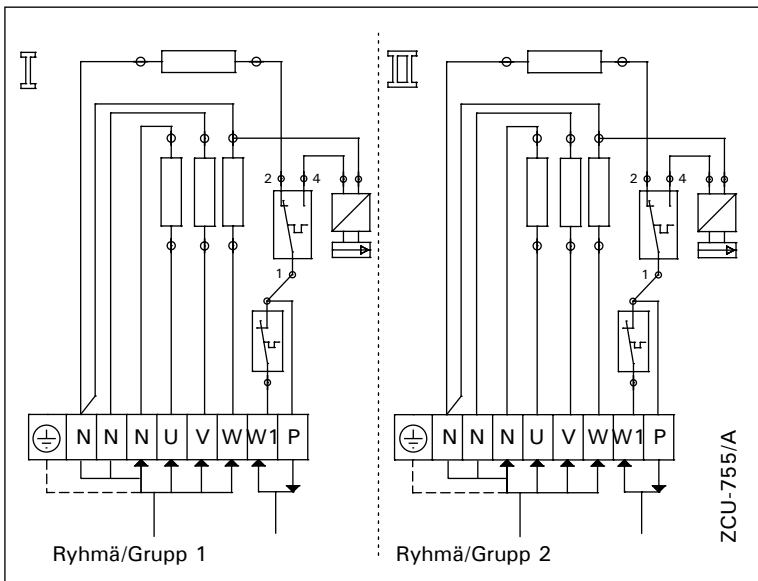 I
2 4
1
N N N U V W W1 P
Ryhmä/Grupp 1
II
2 4
1
N N N U V W W1 P
Ryhmä/Grupp 2
ZCU-755/A